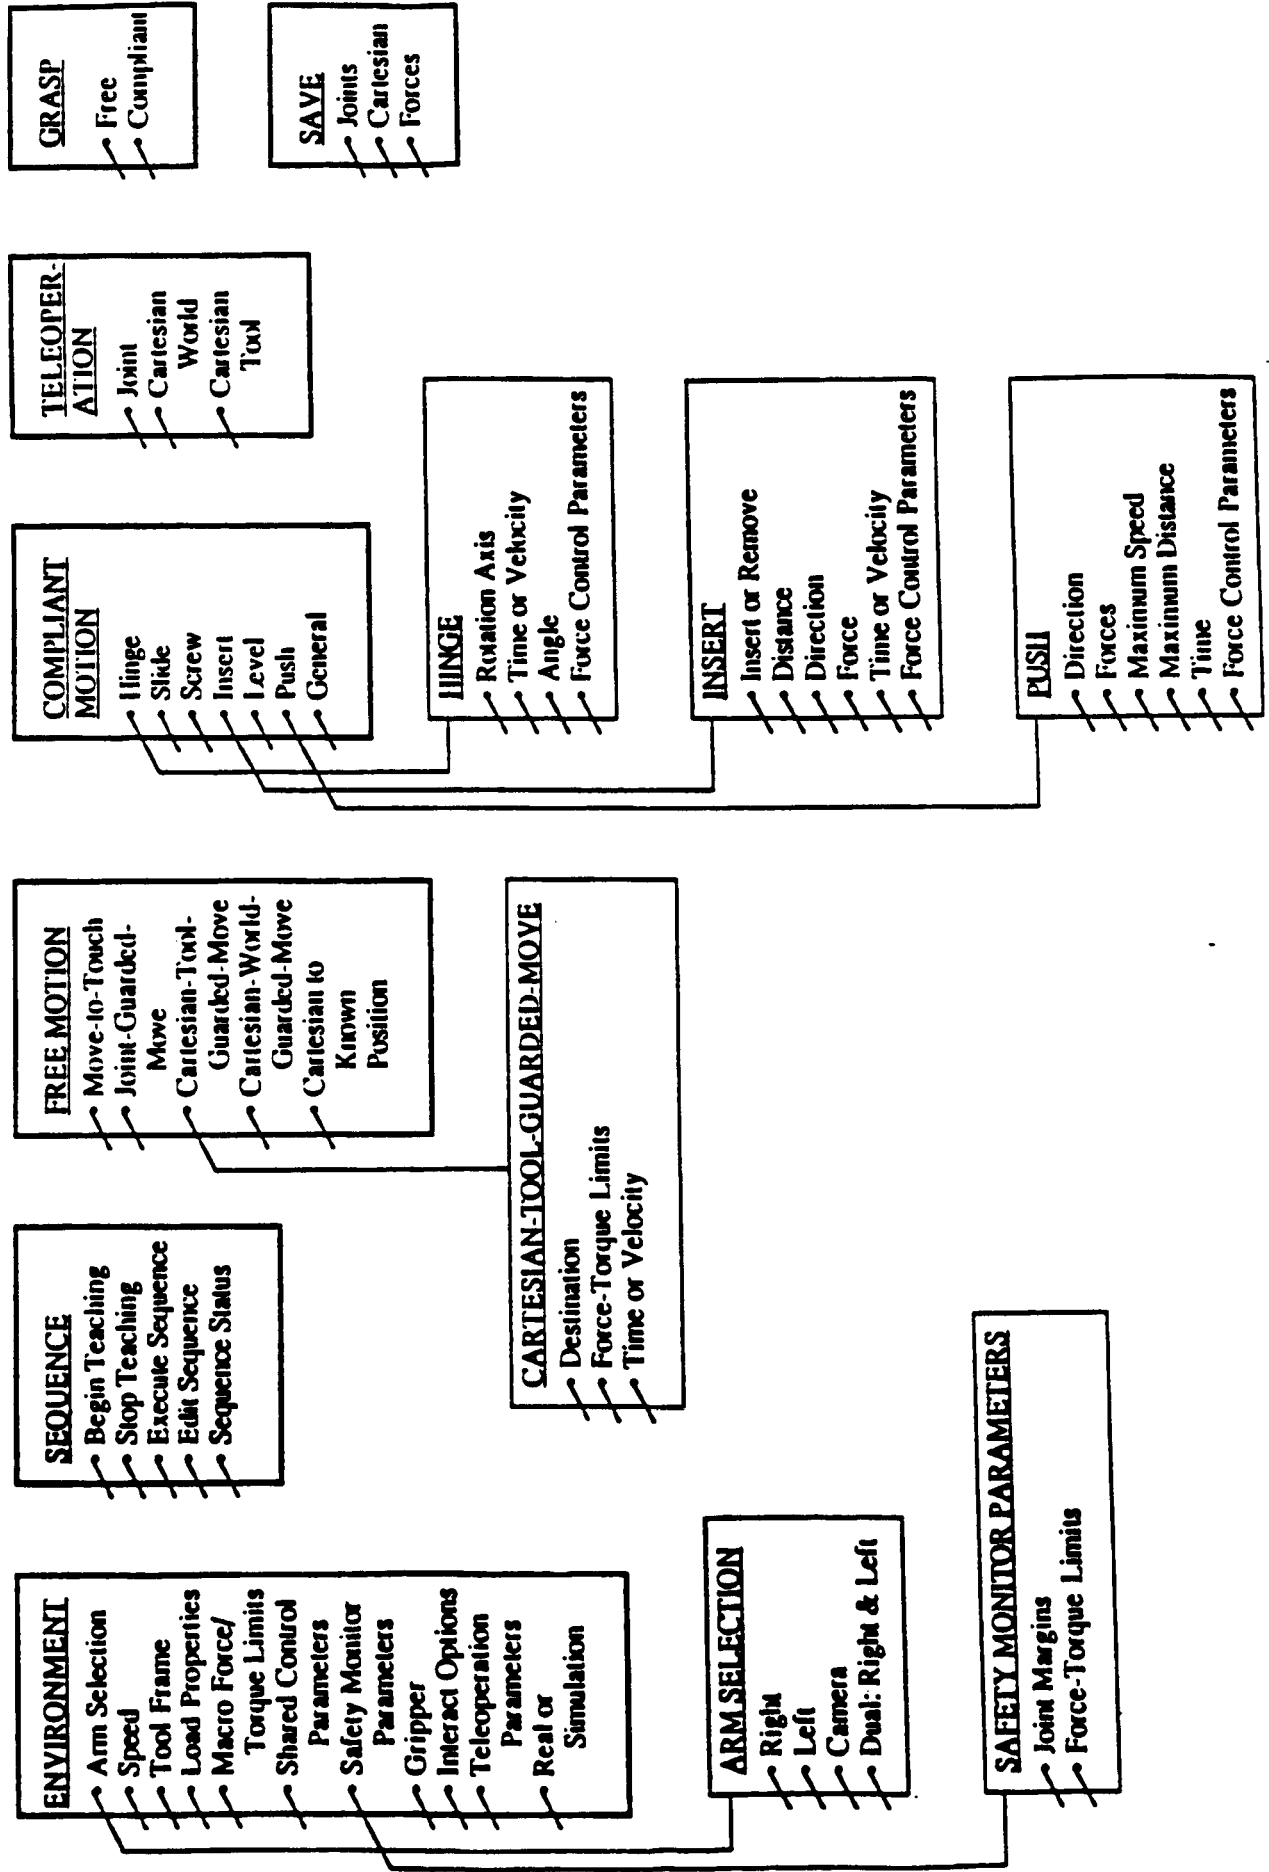 ENVIRONMENT
• Arm Selection
• Speed
• Tool Frame
• Load Properties
• Macro Force/
Torque Limits
• Shared Control
Parameters
• Safety Monitor
Parameters
• Gripper
• Interact Options
• Teleoperation
Parameters
• Real or
Simulation
ARM SELECTION
• Right
• Left
• Camera
• Dual: Right & Left
SAFETY MONITOR PARAMETERS
• Joint Margins
• Force-Torque Limits
SEQUENCE
• Begin Teaching
• Stop Teaching
• Execute Sequence
• Edit Sequence
• Sequence Status
FREE MOTION
• Move-to-Touch
• Joint-Guarded-
Move
• Cartesian-Tool-
Guarded-Move
• Cartesian-World-
Guarded-Move
• Cartesian to
Known
Position
CARTESIAN-TOOL-GUARDED-MOVE
• Destination
• Force-Torque Limits
• Time or Velocity
COMPLIANT
MOTION
• Hinge
• Slide
• Screw
• Insert
• Level
• Push
• General
HINGE
• Rotation Axis
• Time or Velocity
• Angle
• Force Control Parameters
INSERT
• Insert or Remove
• Distance
• Direction
• Force
• Time or Velocity
• Force Control Parameters
PUSH
• Direction
• Forces
• Maximum Speed
• Maximum Distance
• Time
• Force Control Parameters
TELEOPER-
ATION
• Joint
• Cartesian
World
• Cartesian
Tool
GRASP
• Free
• Compliant
SAVE
• Joints
• Cartesian
• Forces